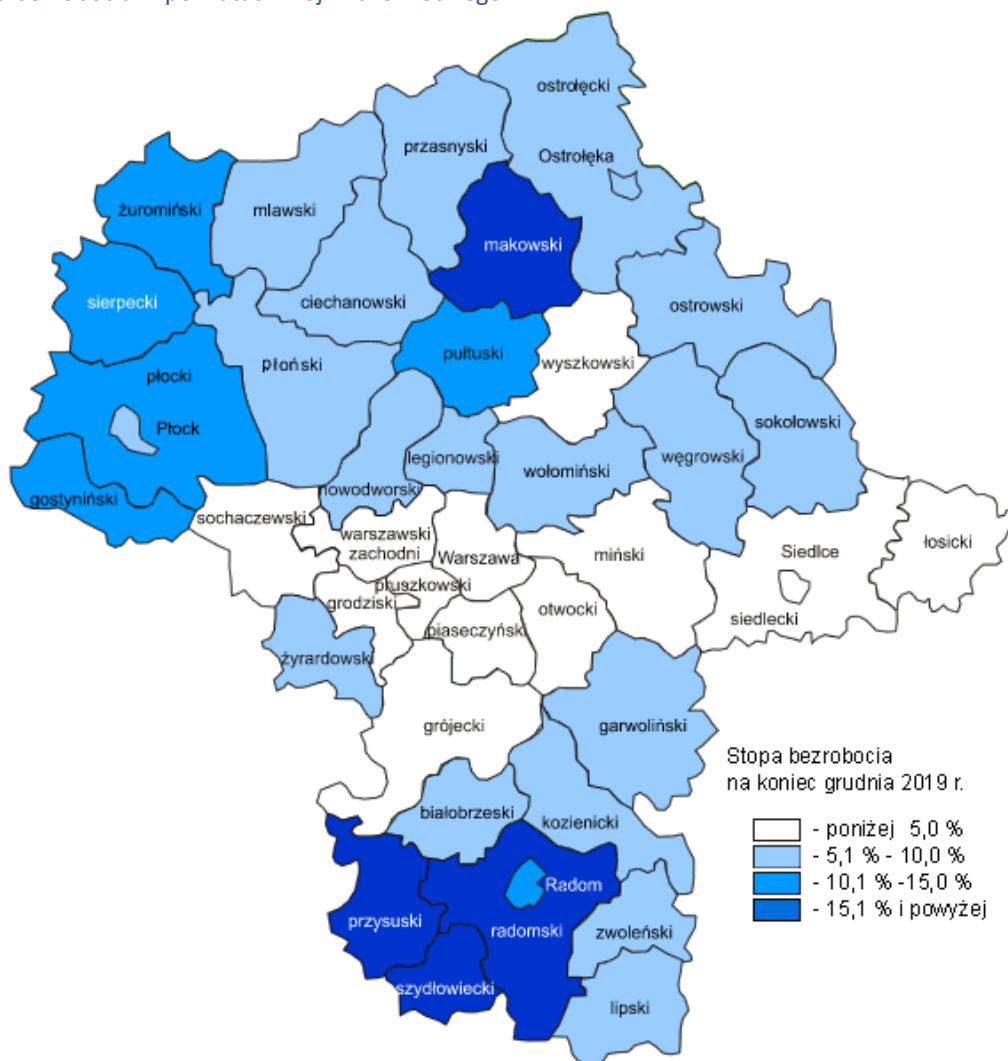 ostrołęcki
przasnyski
Ostrołęka
żuromiński
mlawski
makowski
sierpecki
ciechanowski
ostrowski
płocki
płoński
pułtuski
wyszkowski
Płock
legionowski
wołomiński
węgrowski
sokołowski
gostyniński
nowodworski
sochaczewski
warszawski
zachodni
Warszawa
miński
Siedlce
łosicki
pruszkowski
grodziski
piaseczyński
otwocki
siedlecki
żyrardowski
grójecki
garwoliński
Stopa bezrobocia
na koniec grudnia 2019 r.
białobrzeski
kozienicki
- poniżej 5,0 %
- 5,1 % - 10,0 %
- 10,1 % -15,0 %
- 15,1 % i powyżej
Radom
przysuski
radomski
zwoleński
szydłowiecki
lipski